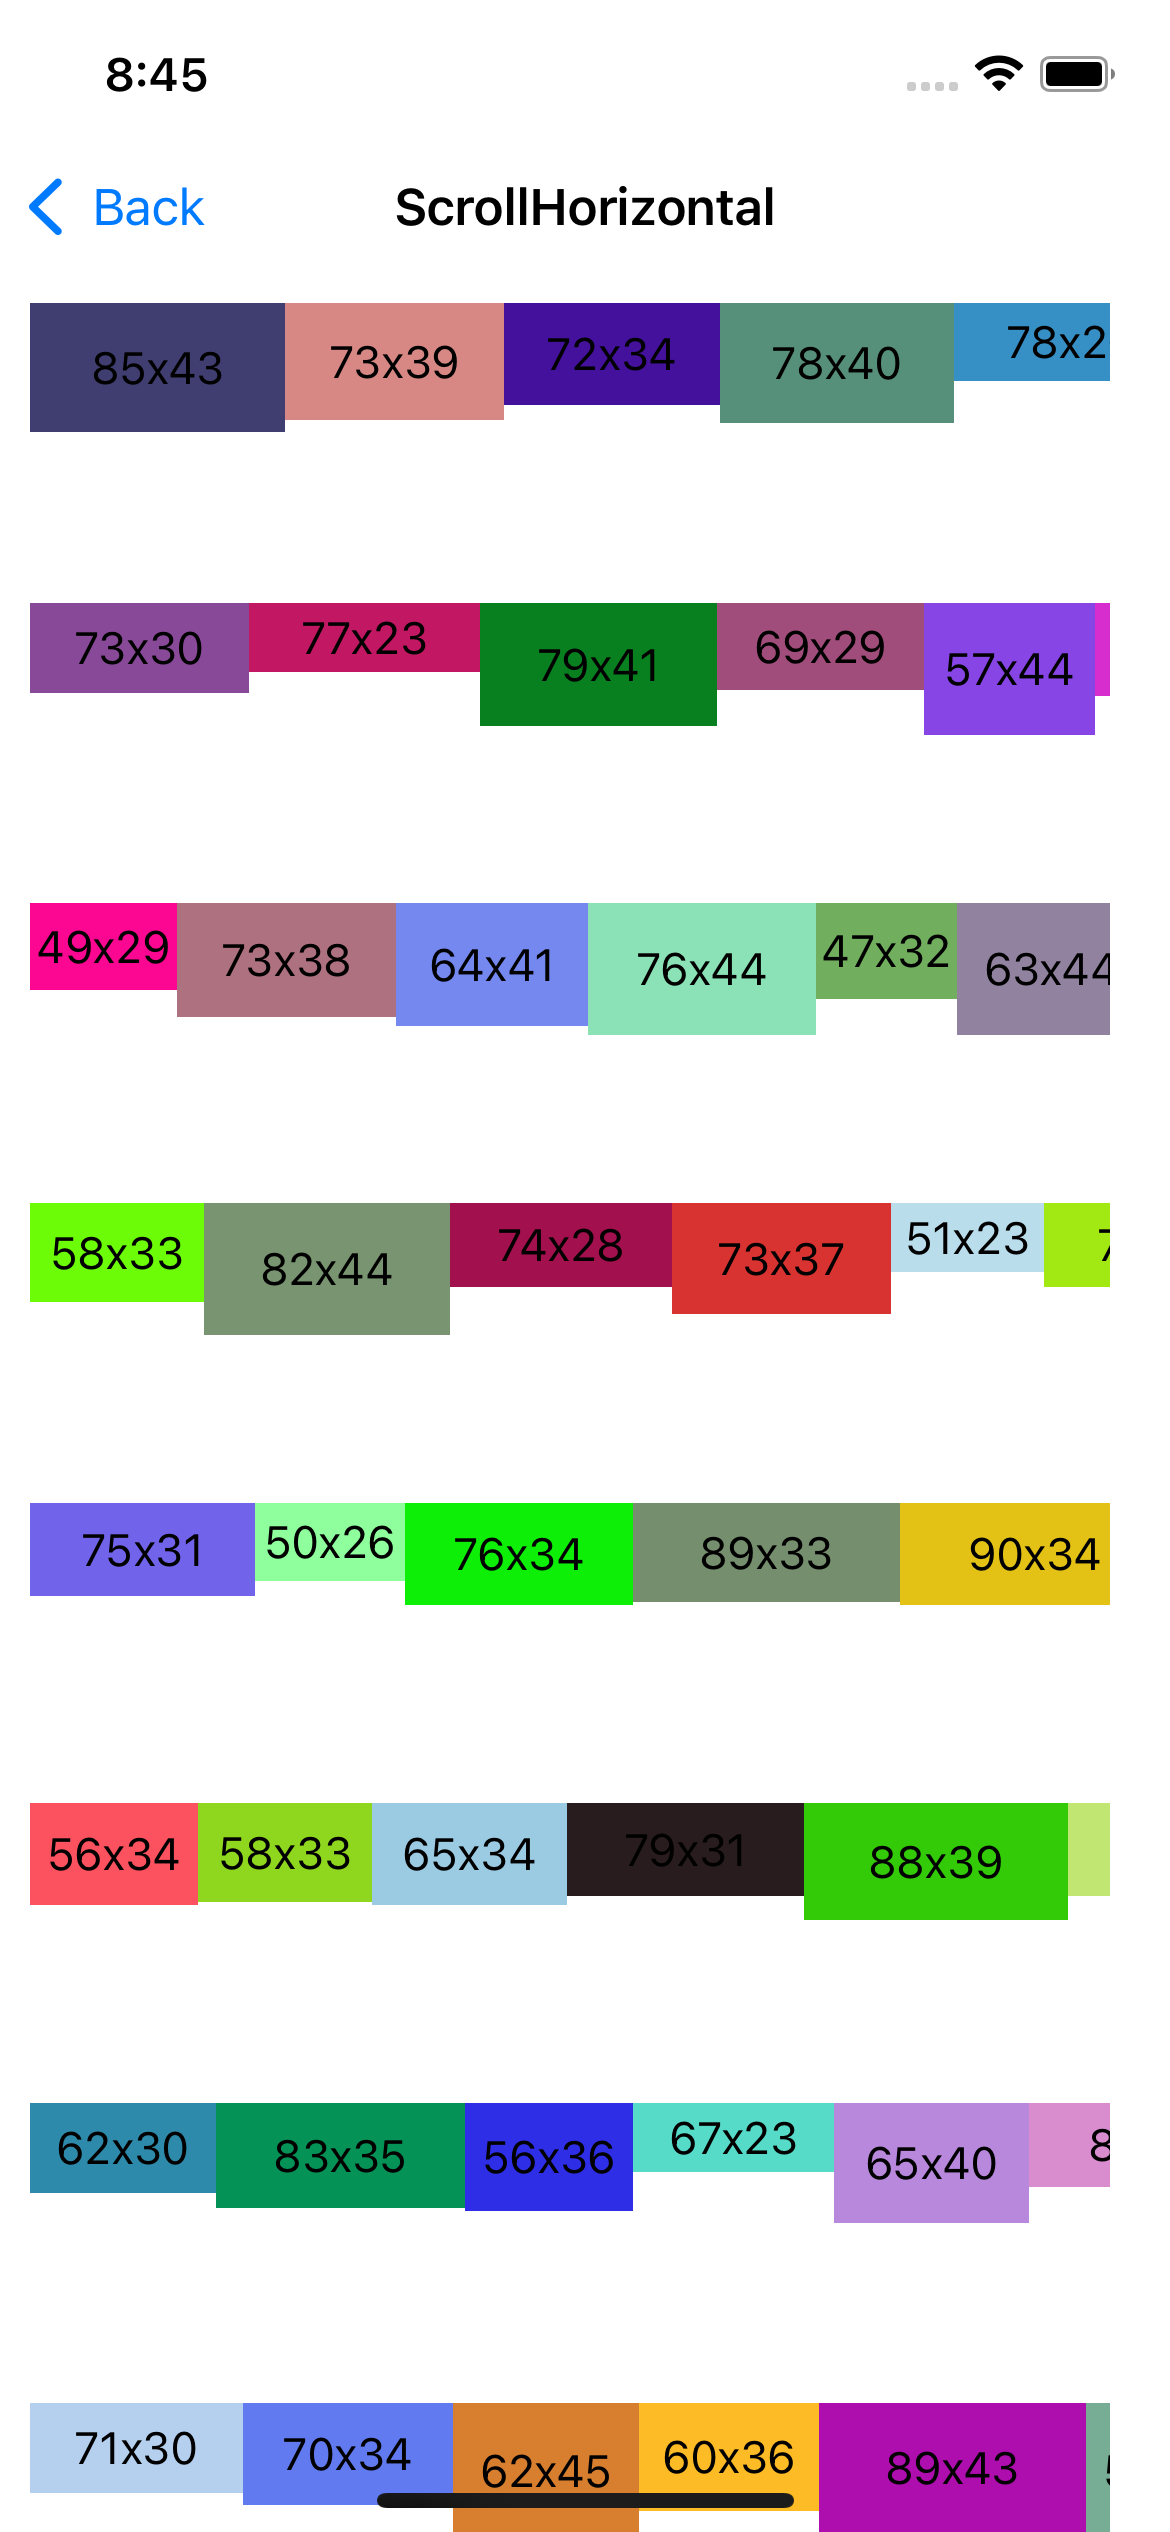 8:45
Back ScrollHorizontal
85x43 73x39 72x34 78x40
73x30 77x23 79x41 69x29 57x44
49x29 73x38 64x41 76x44 47x32 63x44
58x33 82x44 74x28 73x37 51x23
75x31 50x26 76x34 89x33 90x34
56x34 58x33 65x34 79x31 88x39
62x30 83x35 56x36 67x23 65x40
71x30 70x34 62x45 60x36 89x43